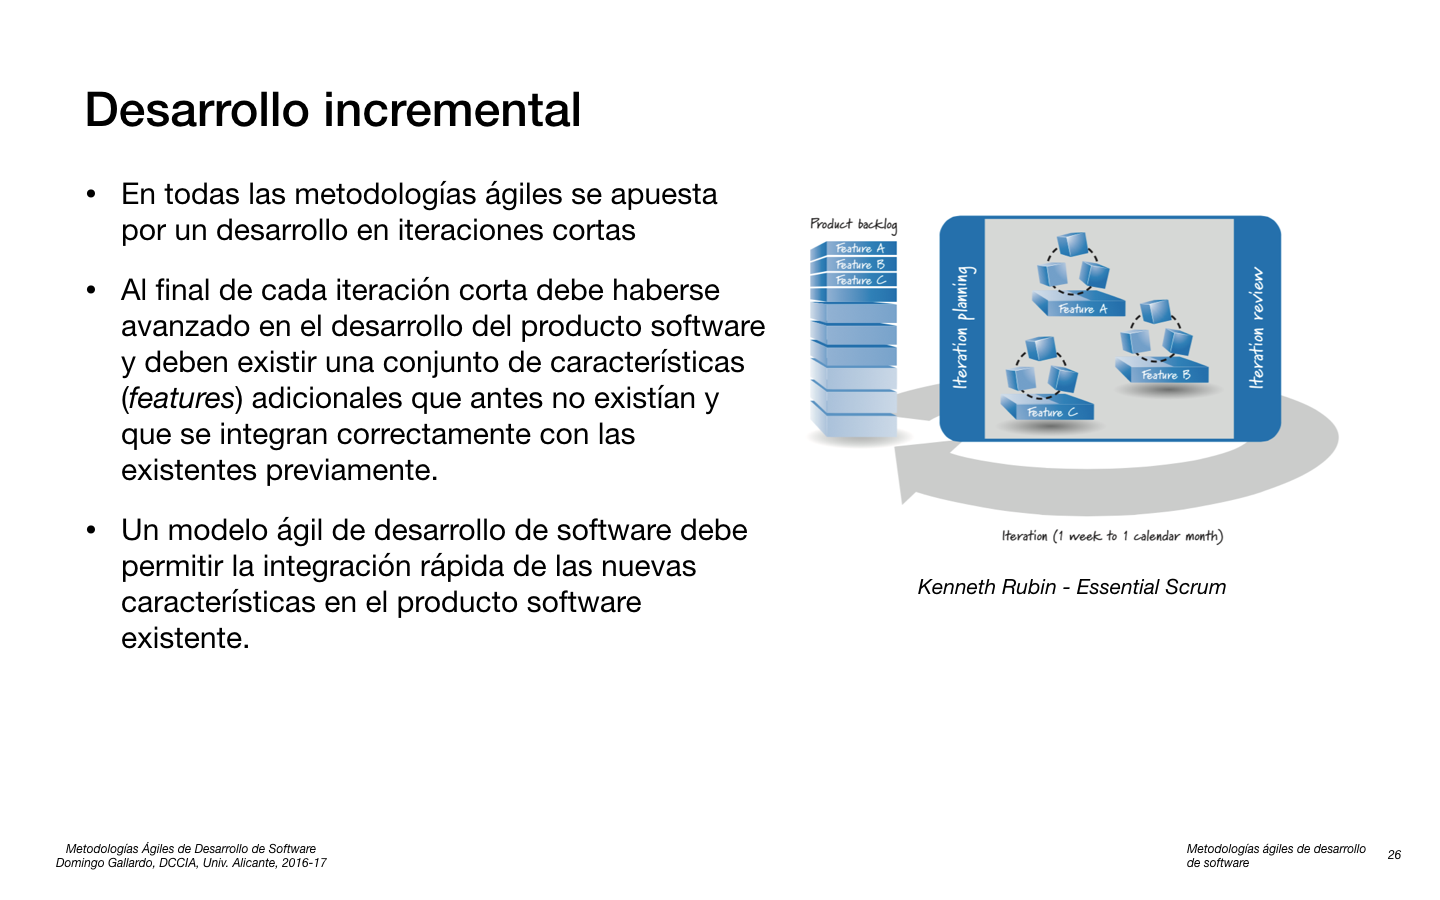 Desarrollo incremental
• En todas las metodologías ágiles se apuesta
por un desarrollo en iteraciones cortas
• Al final de cada iteración corta debe haberse
avanzado en el desarrollo del producto software
y deben existir una conjunto de características
(features) adicionales que antes no existían y
que se integran correctamente con las
existentes previamente.
• Un modelo ágil de desarrollo de software debe
permitir la integración rápida de las nuevas
características en el producto software
existente.
Product backlog
Feature A
Feature B
Feature C
Iteration planning
Feature A
Feature B
Feature C
Iteration review
Iteration (1 week to 1 calendar month)
Kenneth Rubin - Essential Scrum
Metodologías Ágiles de Desarrollo de Software
Domingo Gallardo, DCCIA, Univ. Alicante, 2016-17
Metodologías ágiles de desarrollo
de software
26